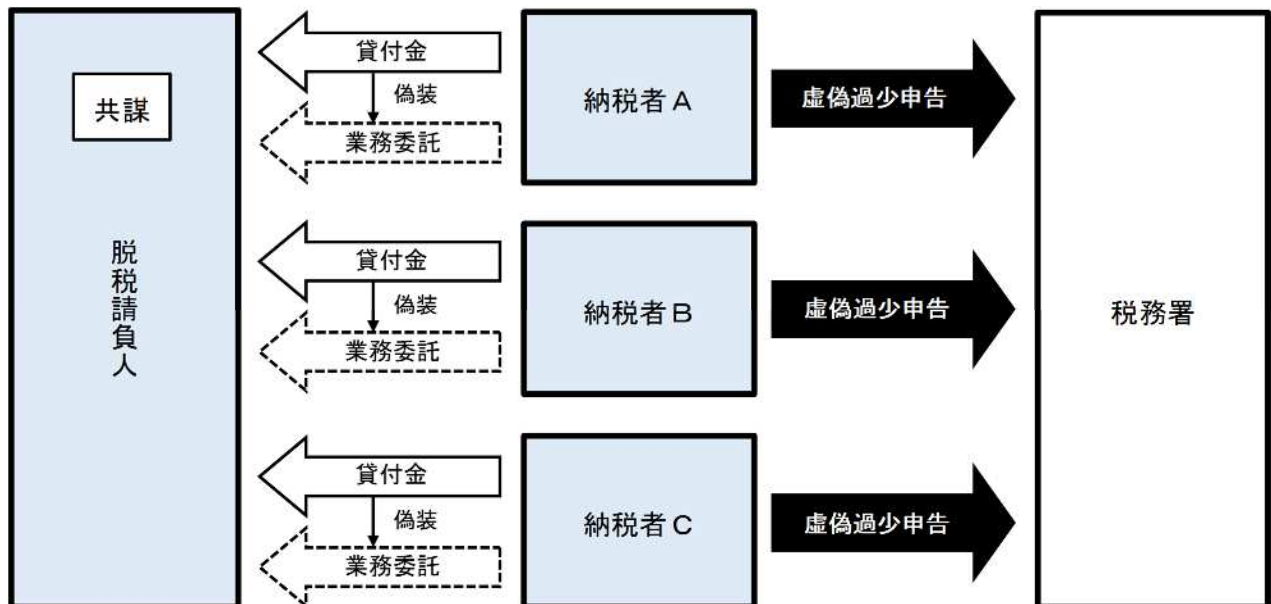 共謀
脱税請負人
貸付金
偽装
業務委託
納税者A
虚偽過少申告
貸付金
偽装
業務委託
納税者B
虚偽過少申告
貸付金
偽装
業務委託
納税者C
虚偽過少申告
税務署